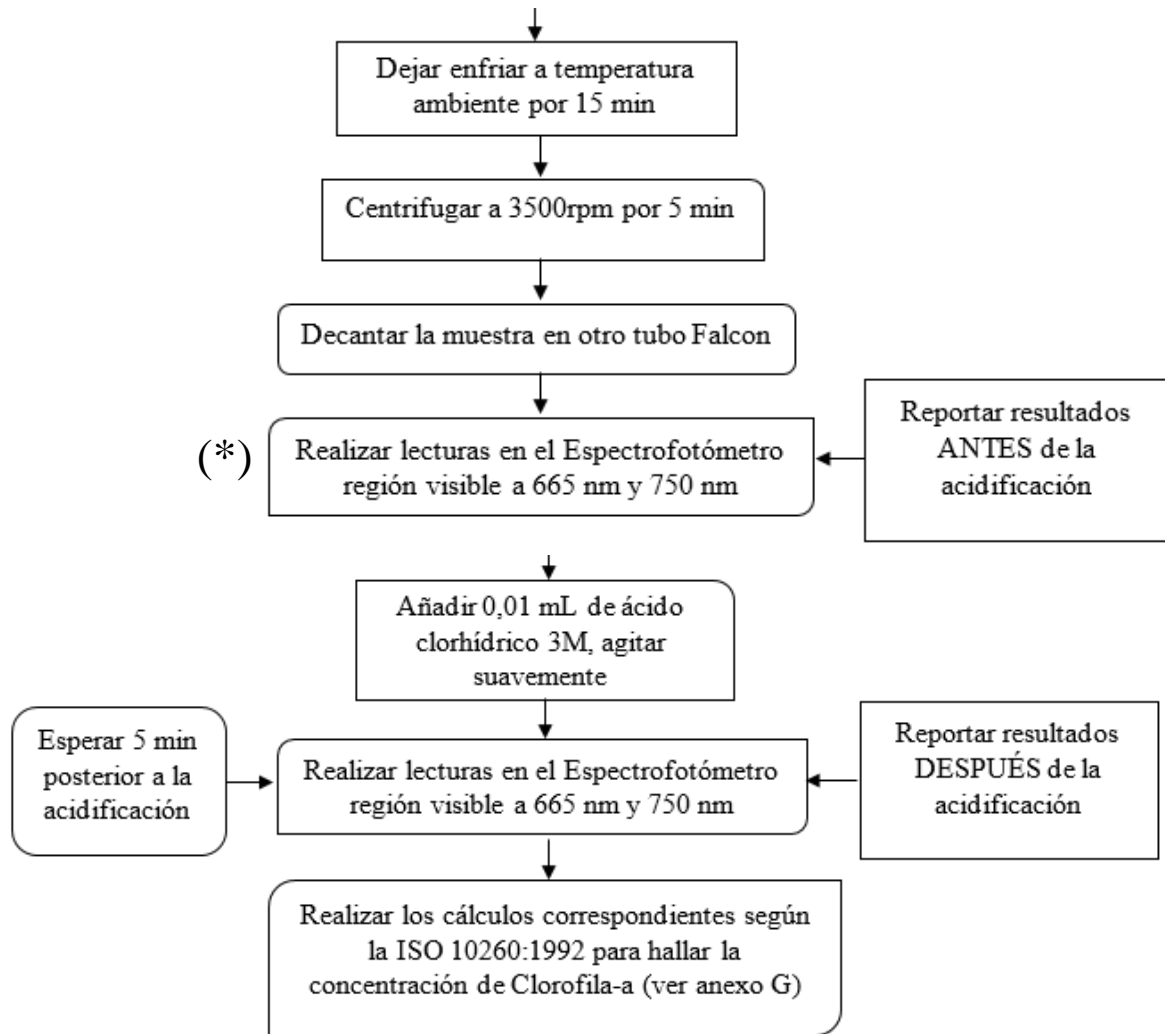 Dejar enfriar a temperatura
ambiente por 15 min
Centrifugar a 3500rpm por 5 min
Decantar la muestra en otro tubo Falcon
(*)
Realizar lecturas en el Espectrofotómetro
región visible a 665 nm y 750 nm
Reportar resultados
ANTES de la
acidificación
Añadir 0,01 mL de ácido
clorhídrico 3M, agitar
suavemente
Esperar 5 min
posterior a la
acidificación
Realizar lecturas en el Espectrofotómetro
región visible a 665 nm y 750 nm
Reportar resultados
DESPUÉS de la
acidificación
Realizar los cálculos correspondientes según
la ISO 10260:1992 para hallar la
concentración de Clorofila-a (ver anexo G)